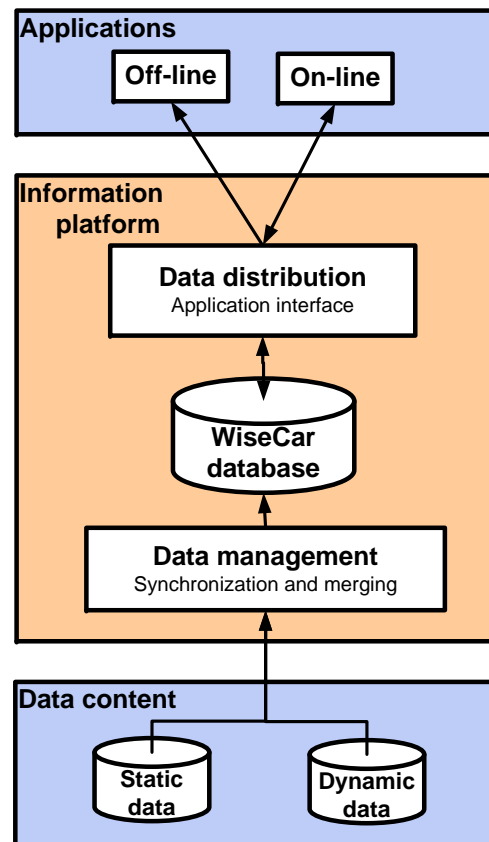 Applications
Off-line
On-line
Information
platform
Data distribution
Application interface
WiseCar
database
Data management
Synchronization and merging
Data content
Static
data
Dynamic
data